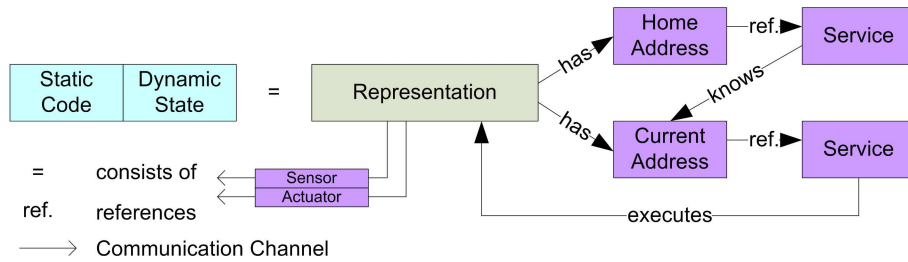 Home
Address
ref.
Service
has
Static
Code
Dynamic
State
=
Representation
knows
has
Current
Address
ref.
Service
= consists of
Sensor
Actuator
ref. references
executes
Communication Channel